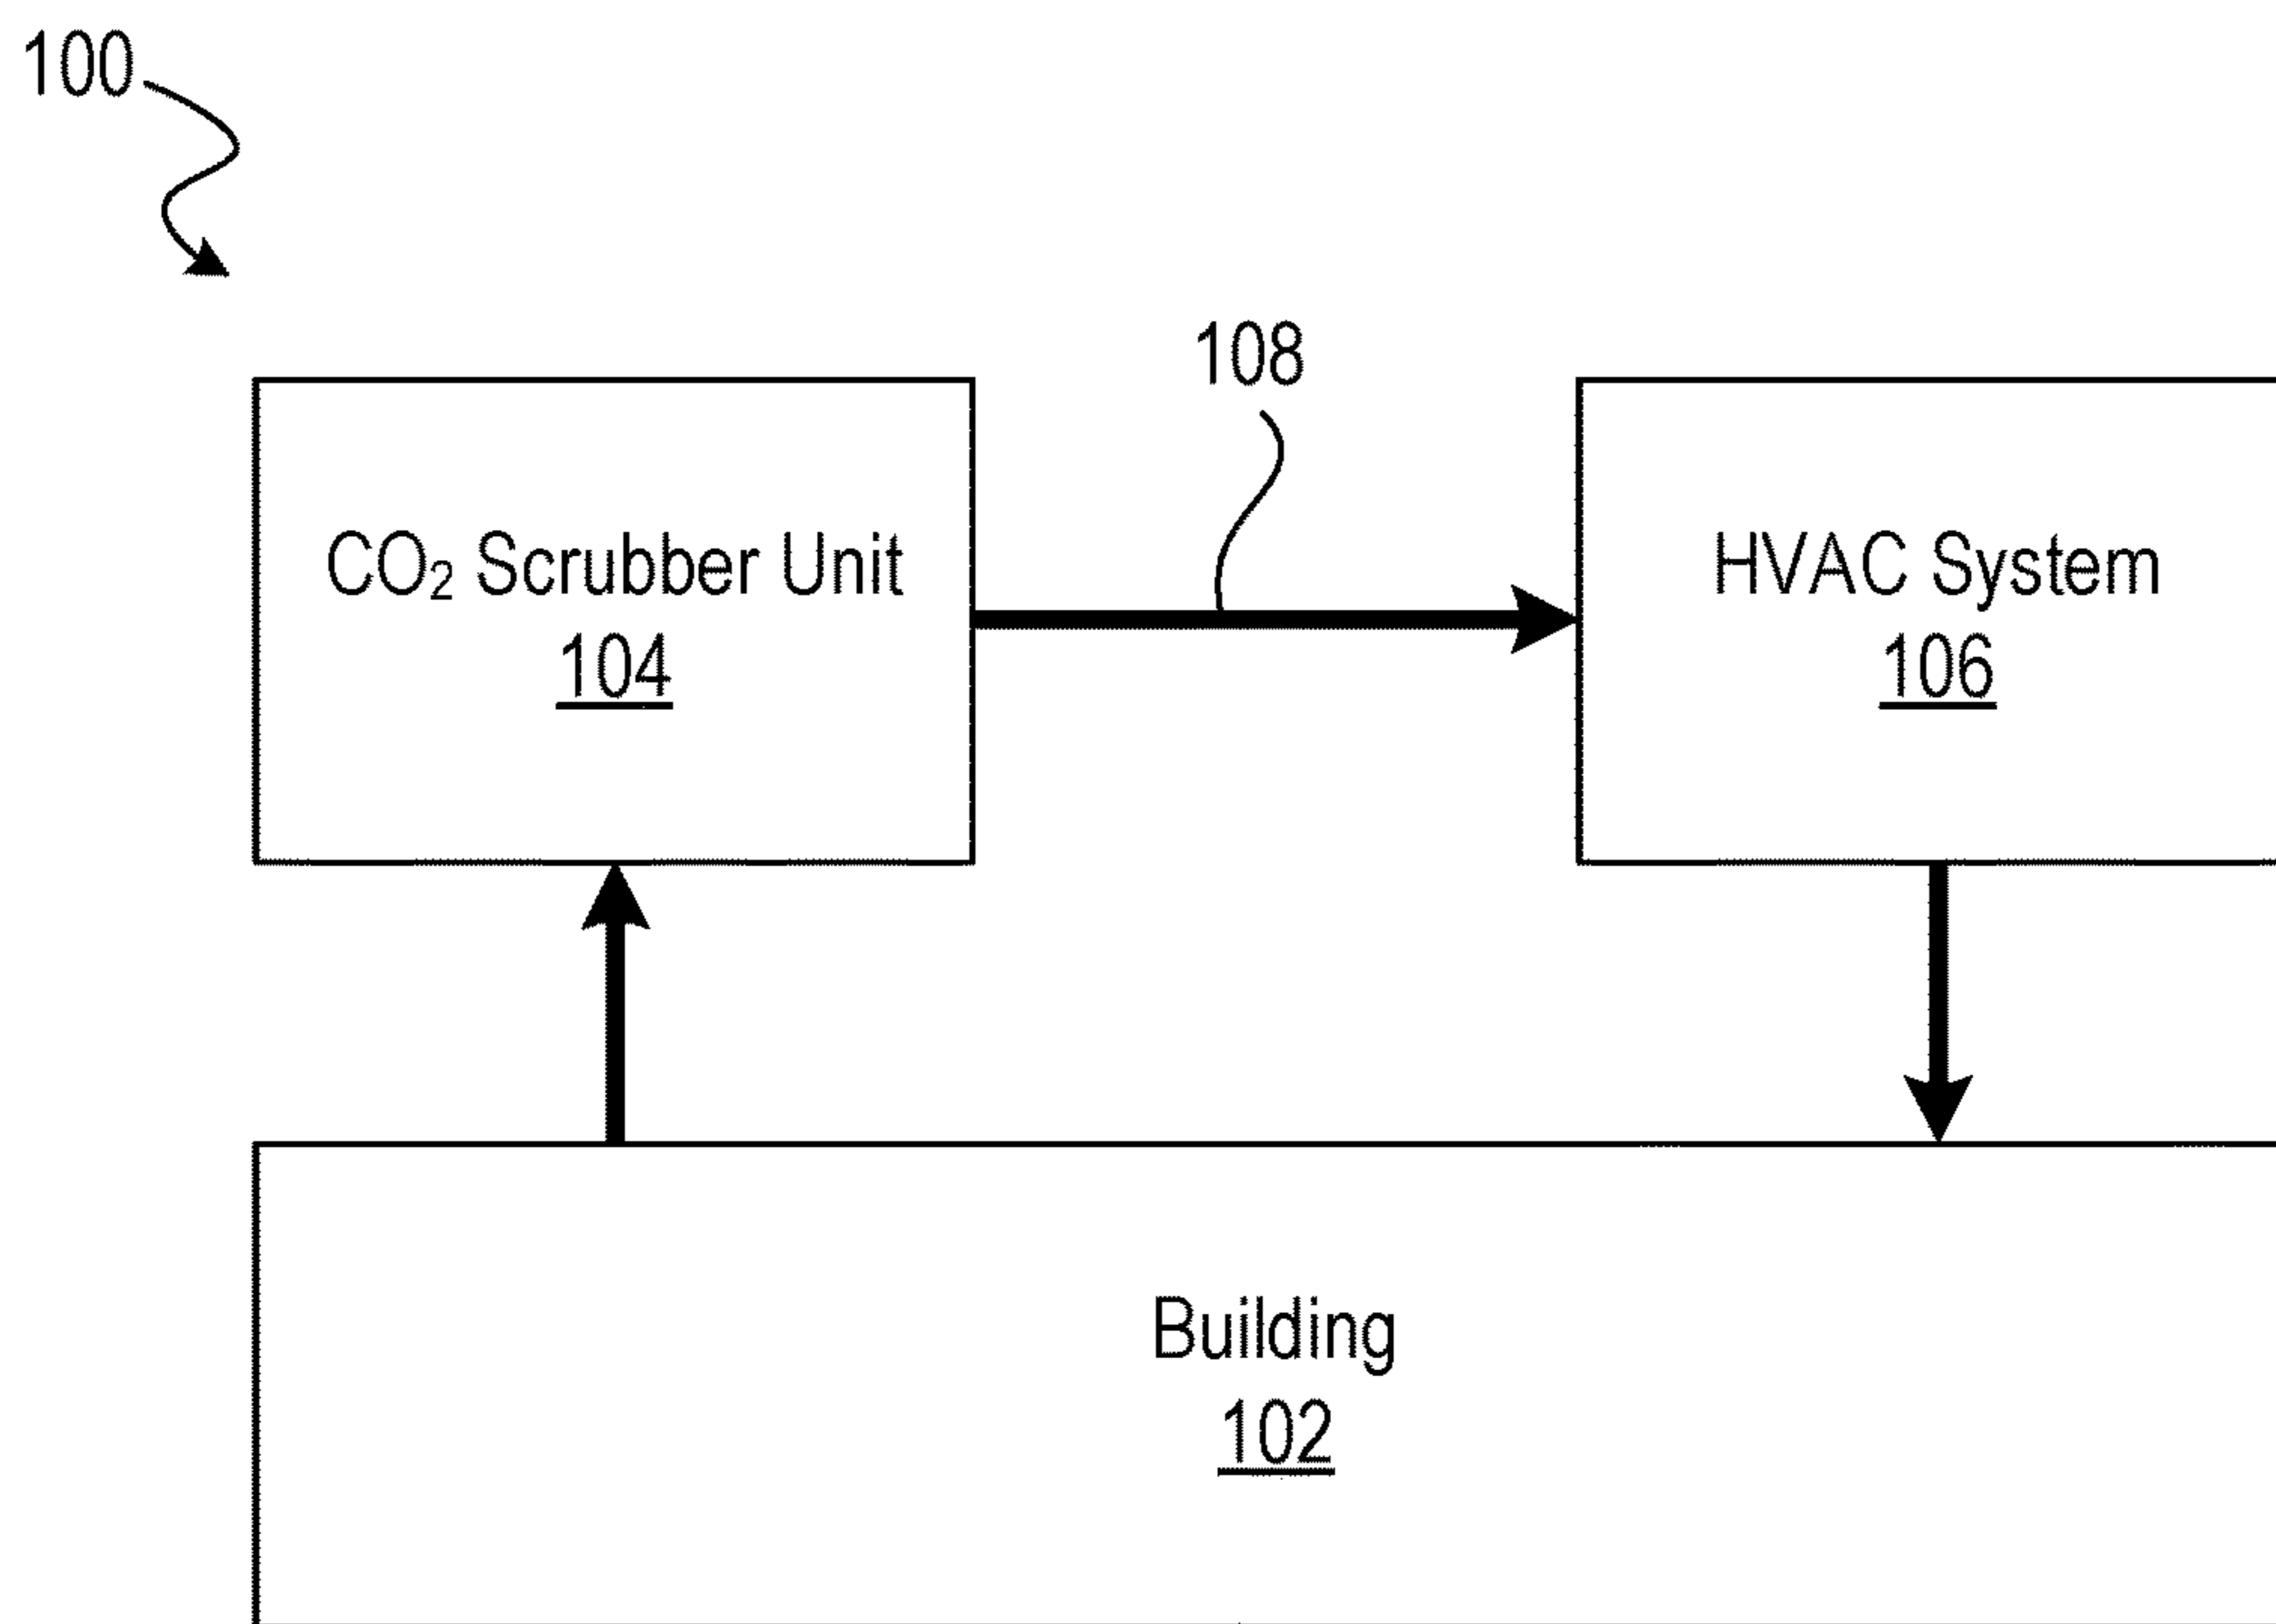 100
108
CO₂ Scrubber Unit
104
HVAC System
106
Building
102